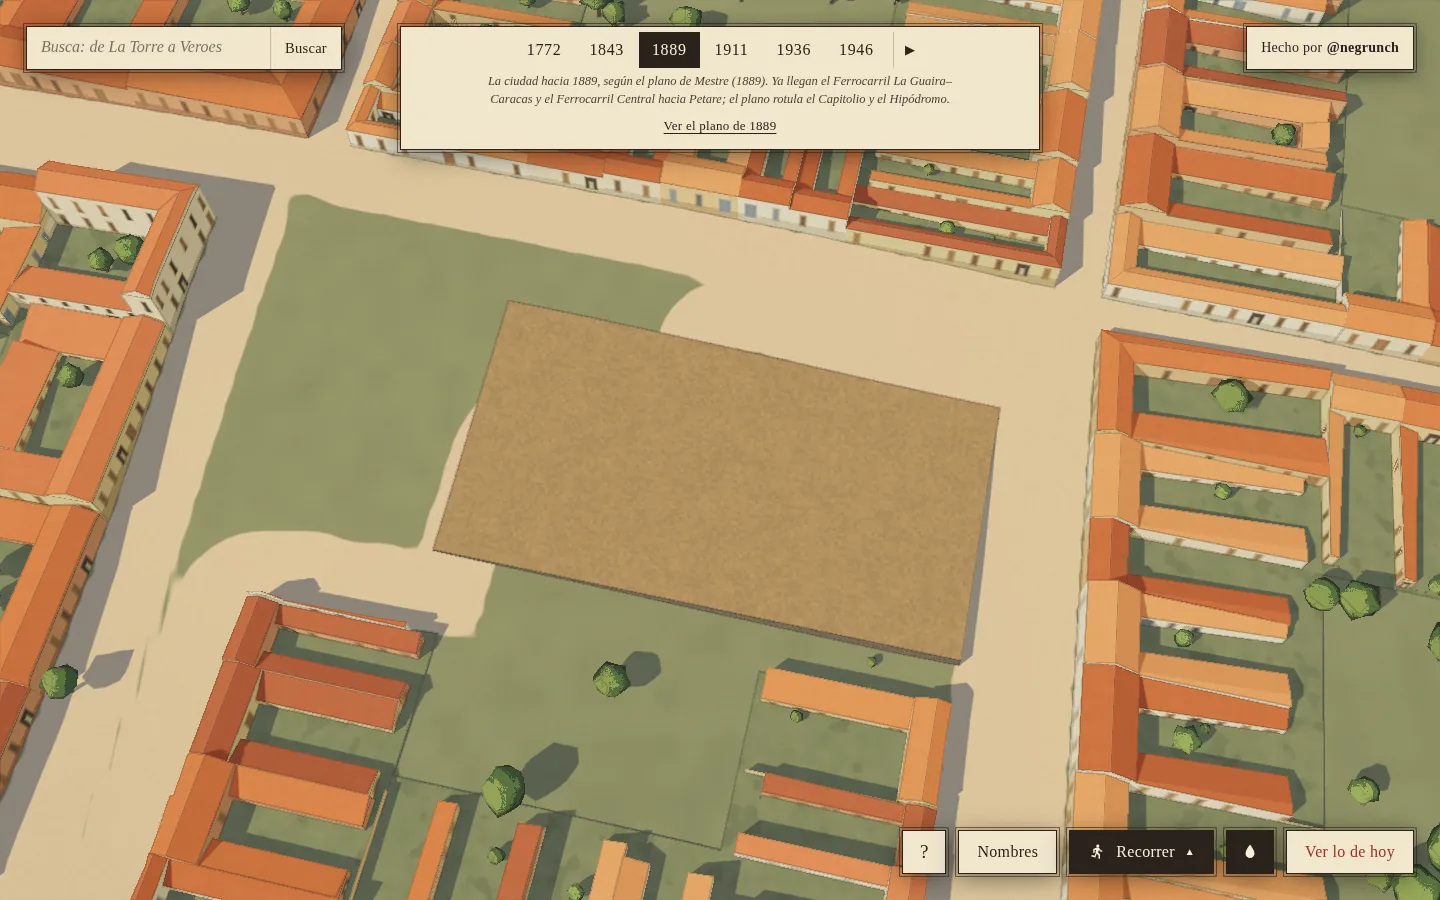 Busca: de La Torre a Veroes
Buscar
1772 1843 1889 1911 1936 1946 ▶
La ciudad hacia 1889, según el plano de Mestre (1889). Ya llegan el Ferrocarril La Guaira–
Caracas y el Ferrocarril Central hacia Petare; el plano rotula el Capitolio y el Hipódromo.
Ver el plano de 1889
Hecho por @negrunch
?
Nombres
Recorrer ▲
Ver lo de hoy